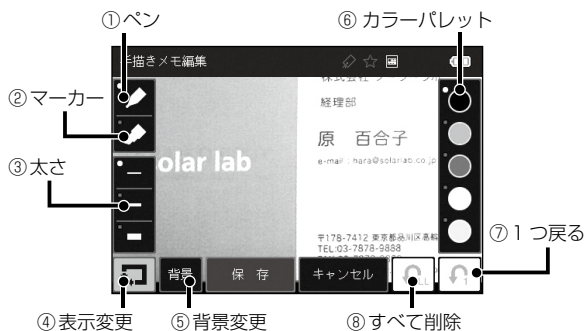 ①ペン
⑥カラーパレット
手描きメモ編集
②マーカー
経理部
原 百合子
olar lab
e-mail : hara@solarlab.co.jp
③太さ
〒178-7412 東京都品川区高輪
TEL:03-7878-9888
⑦1つ戻る
背景
保 存
キャンセル
④表示変更
⑤背景変更
⑧すべて削除